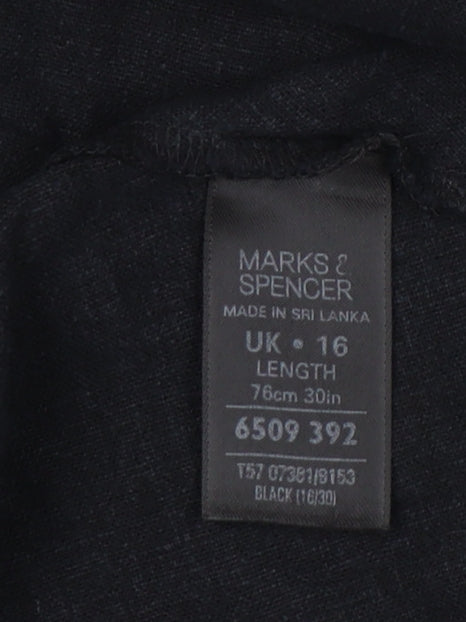 MARKS &
SPENCER
MADE IN SRI LANKA
UK • 16
LENGTH
76cm 30in
6509 392
T57 07381/8153
BLACK (16/30)